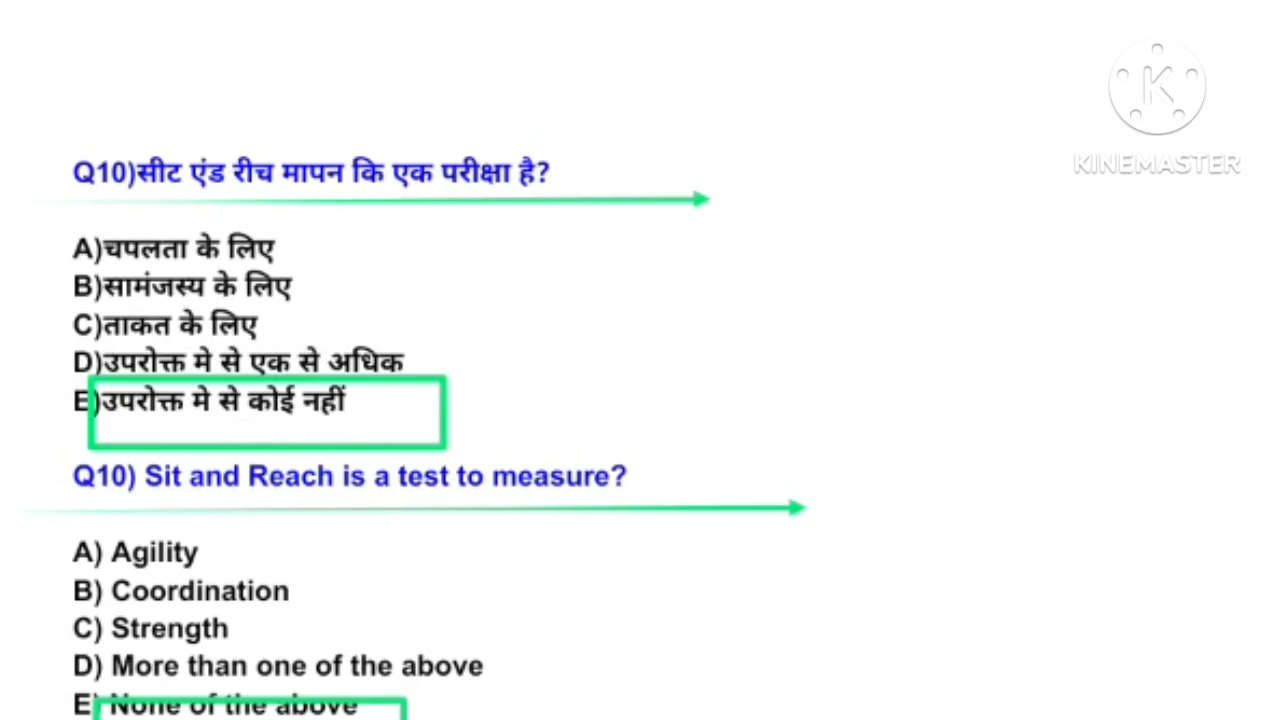 KINEMASTER
Q10)सीट एंड रीच मापन कि एक परीक्षा है?
A)चपलता के लिए
B)सामंजस्य के लिए
C)ताकत के लिए
D)उपरोक्त मे से एक से अधिक
E)उपरोक्त मे से कोई नहीं
Q10) Sit and Reach is a test to measure?
A) Agility
B) Coordination
C) Strength
D) More than one of the above
E) None of the above